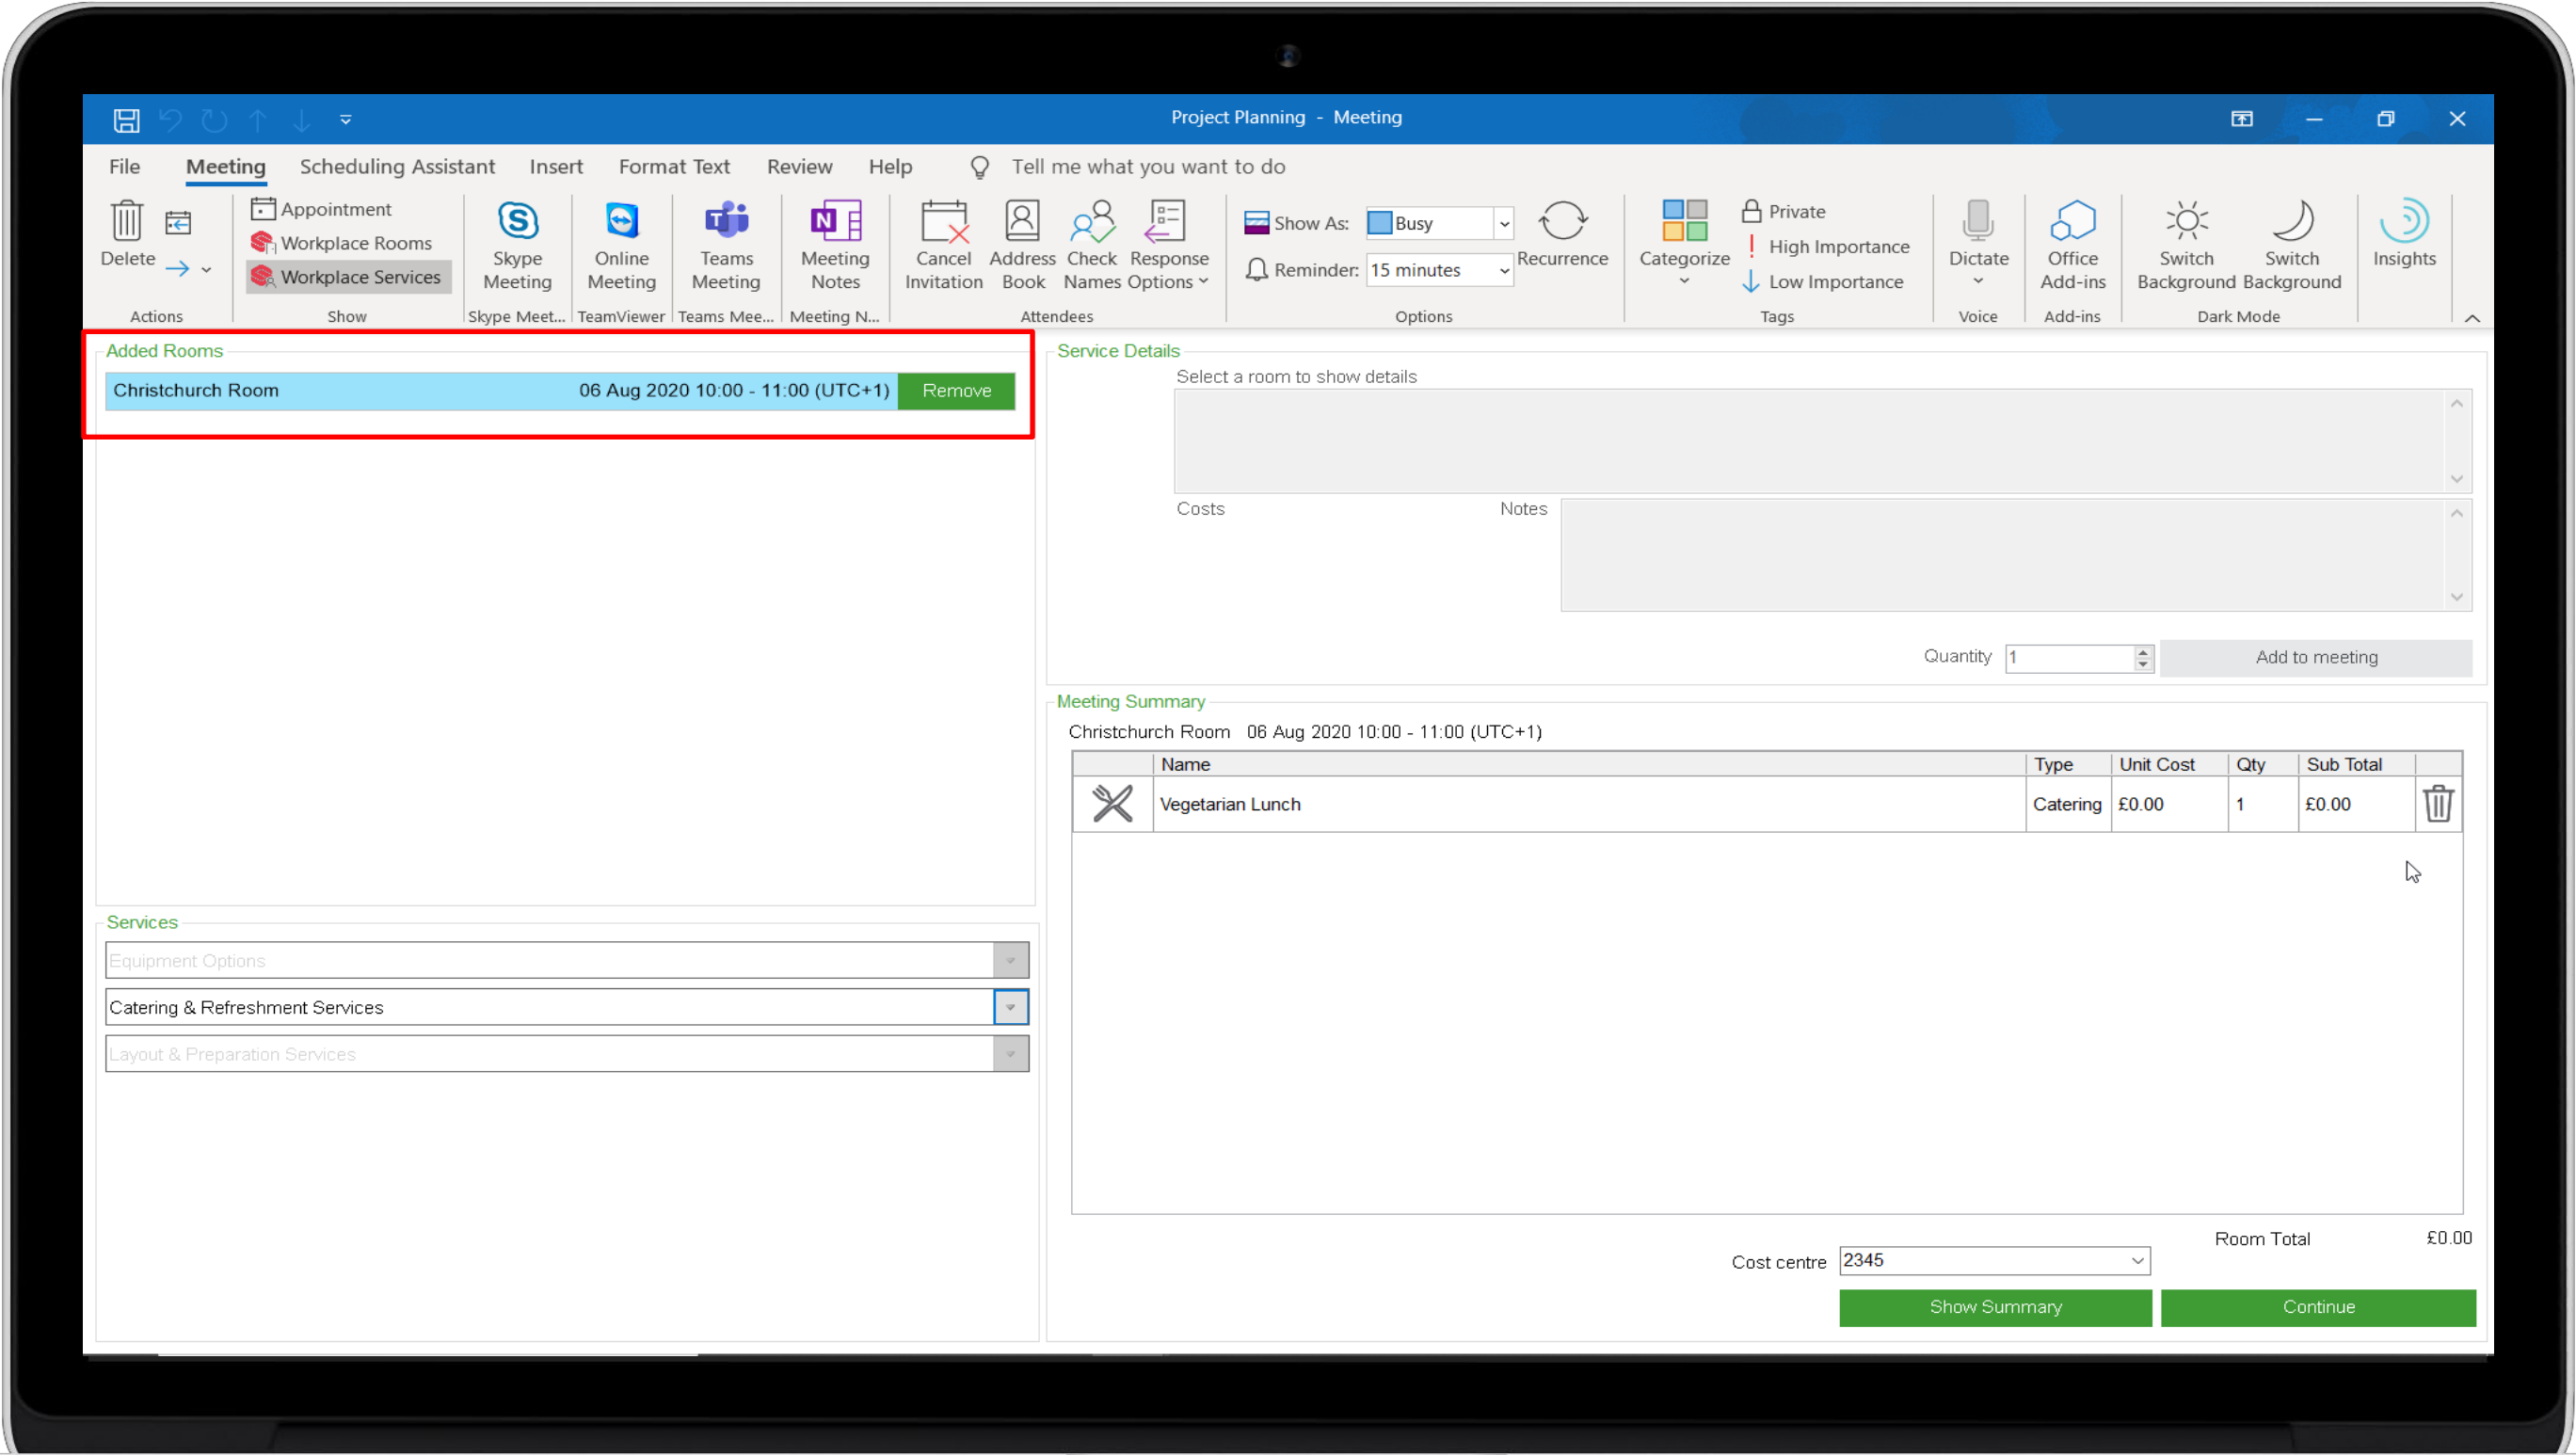 Project Planning - Meeting
File Meeting Scheduling Assistant Insert Format Text Review Help Tell me what you want to do
Delete
Actions
Appointment
Workplace Rooms
Workplace Services
Show
Skype Meeting
Skype Meet...
Online Meeting
TeamViewer
Teams Meeting
Teams Mee...
Meeting Notes
Meeting N...
Cancel Invitation
Address Book
Check Names
Response Options
Attendees
Show As: Busy
Reminder: 15 minutes
Recurrence
Options
Categorize
Private
High Importance
Low Importance
Tags
Dictate
Voice
Office Add-ins
Add-ins
Switch Background
Switch Background
Dark Mode
Insights
Added Rooms
Christchurch Room 06 Aug 2020 10:00 - 11:00 (UTC+1) Remove
Services
Equipment Options
Catering & Refreshment Services
Layout & Preparation Services
Service Details
Select a room to show details
Costs Notes
Quantity 1 Add to meeting
Meeting Summary
Christchurch Room 06 Aug 2020 10:00 - 11:00 (UTC+1)
Name Type Unit Cost Qty Sub Total
Vegetarian Lunch Catering £0.00 1 £0.00
Room Total £0.00
Cost centre 2345
Show Summary Continue